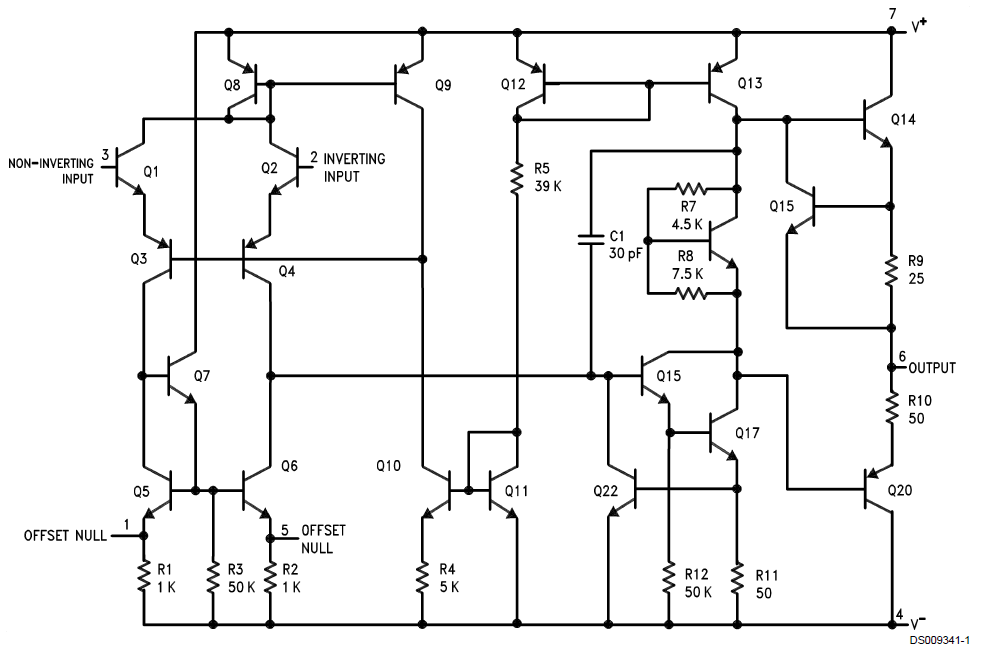 7
V+
Q8
Q9
Q12
Q13
Q14
3
NON-INVERTING
INPUT
Q1
Q2
2 INVERTING
INPUT
R5
39 K
R7
4.5 K
Q15
C1
30 pF
R8
7.5 K
Q3
Q4
R9
25
6
OUTPUT
Q7
Q15
R10
50
Q17
Q5
Q6
Q10
Q11
Q22
Q20
1
OFFSET NULL
5 OFFSET
NULL
R1
1 K
R3
50 K
R2
1 K
R4
5 K
R12
50 K
R11
50
4
V−
DS009341-1